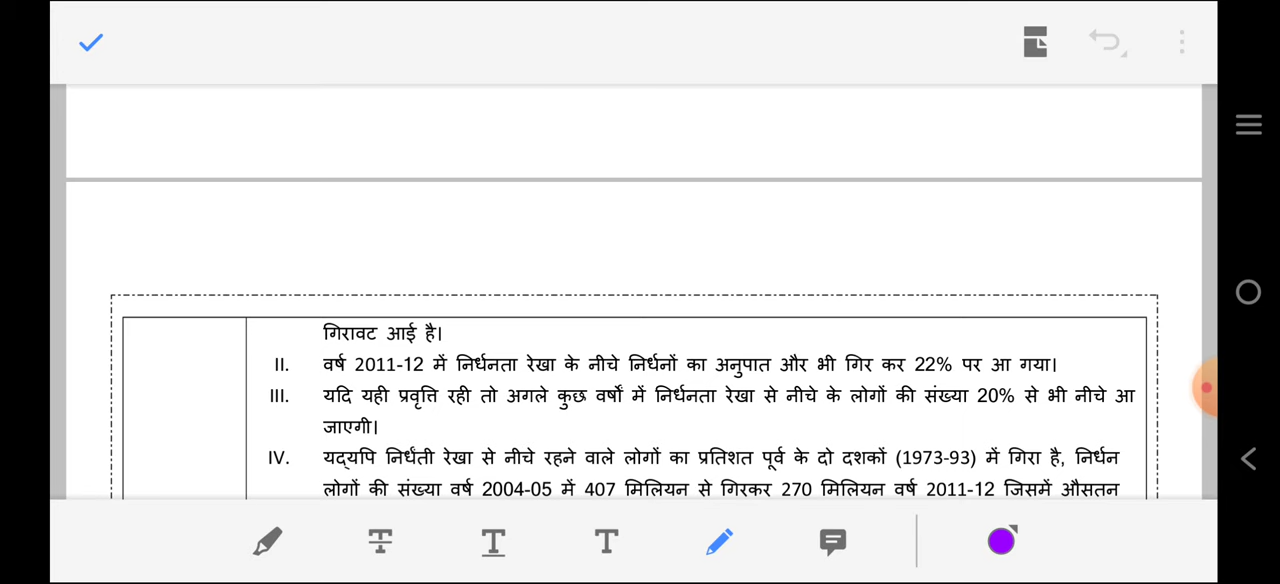 गिरावट आई है।
II. वर्ष 2011-12 में निर्धनता रेखा के नीचे निर्धनों का अनुपात और भी गिर कर 22% पर आ गया।
III. यदि यही प्रवृत्ति रही तो अगले कुछ वर्षों में निर्धनता रेखा से नीचे के लोगों की संख्या 20% से भी नीचे आ
जाएगी।
IV. यद्यपि निर्धंती रेखा से नीचे रहने वाले लोगों का प्रतिशत पूर्व के दो दशकों (1973-93) में गिरा है, निर्धन
लोगों की संख्या वर्ष 2004-05 में 407 मिलियन से गिरकर 270 मिलियन वर्ष 2011-12 जिसमें औसतन
T T T